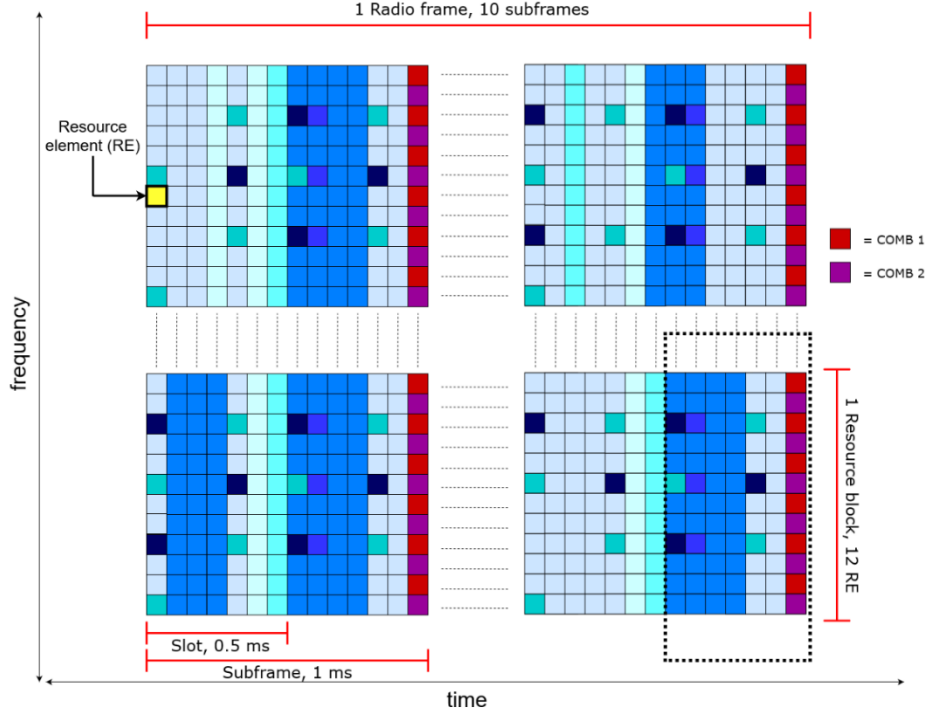 1 Radio frame, 10 subframes
Resource
element (RE)
= COMB 1
= COMB 2
frequency
1 Resource block, 12 RE
Slot, 0.5 ms
Subframe, 1 ms
time